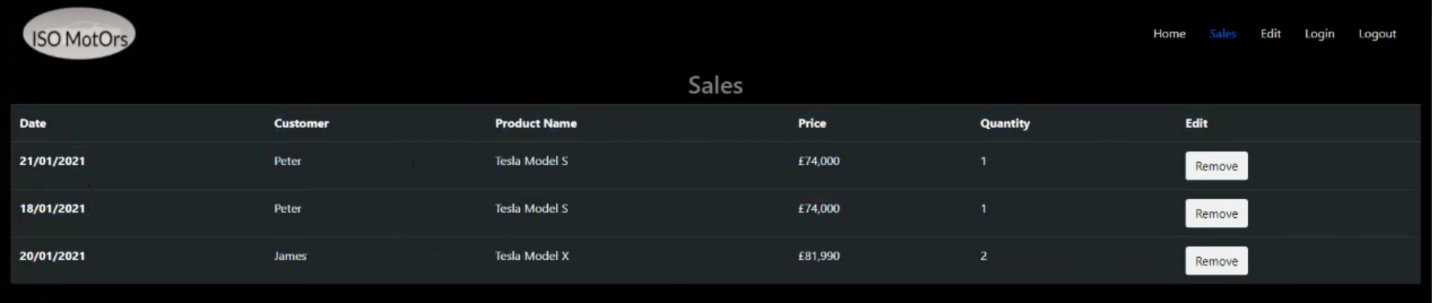 ISO MotOrs
Home Sales Edit Login Logout
Sales
Date Customer Product Name Price Quantity Edit
21/01/2021 Peter Tesla Model S £74,000 1 Remove
18/01/2021 Peter Tesla Model S £74,000 1 Remove
20/01/2021 James Tesla Model X £81,990 2 Remove